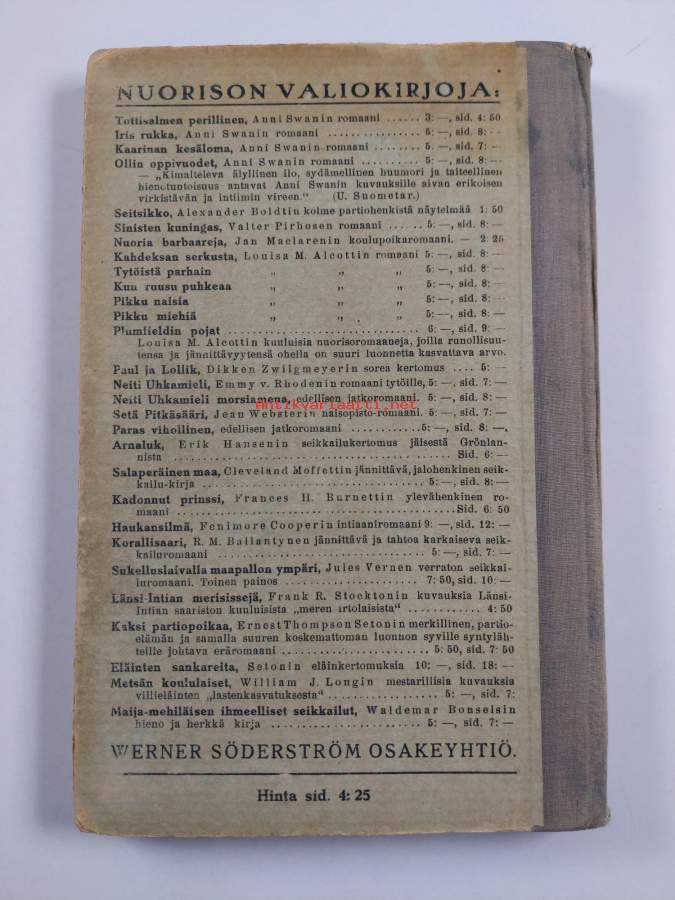 NUORISON VALIOKIRJOJA:
Tottisalmen perillinen, Anni Swanin romaani ...... 3: —, sid. 4: 50
Iris rukka, Anni Swanin romaani ................ 5: —, sid. 8: —
Kaarinan kesäloma, Anni Swanin romaani ........ 5: —, sid. 7: —
Ollin oppivuodet, Anni Swanin romaani .......... 5: —, sid. 8: —
— „Kimalteleva älyllinen ilo, sydämellinen huumori ja taiteellinen
hienotuntoisuus antavat Anni Swanin kuvauksille aivan erikoisen
virkistävän ja intiimin vireen." (U. Suometar.)
Seitsikko, Alexander Boldtin kolme partiohenkistä näytelmää 1: 50
Sinisten kuningas, Valter Pirhosen romaani ...... 5: —, sid. 8: —
Nuoria barbaareja, Jan Maclarenin koulupoikaromaani. — 2: 25
Kahdeksan serkusta, Louisa M. Alcottin romaani 5: —, sid. 8: —
Tytöistä parhain „ „ „ 5: —, sid. 8: —
Kun ruusu puhkeaa „ „ „ 5: —, sid. 8: —
Pikku naisia „ „ „ 5: —, sid. 8: —
Pikku miehiä „ „ „ 5: —, sid. 8: —
Plumfieldin pojat ................................ 6: —, sid. 9: —
Louisa M. Alcottin kuuluisia nuorisoromaaneja, joilla runollisuu-
tensa ja jännittävyytensä ohella on suuri luonnetta kasvattava arvo.
Paul ja Lollik, Dikken Zwilgmeyerin sorea kertomus .... 5: —
Neiti Uhkamieli, Emmy v. Rhodenin romaani tytöille, 5: —, sid. 7: —
Neiti Uhkamieli morsiamena, edellisen jatkoromaani. 5: —, sid. 8: —
Antikvariaatti.net
Setä Pitkäsääri, Jean Websterin naisopisto-romaani. 5: —, sid. 7: —
Paras vihollinen, edellisen jatkoromaani ..........5: —, sid. 8: —.
Arnaluk, Erik Hansenin seikkailukertomus jäisestä Grönlan-
nista .............................................. Sid. 6: —
Salaperäinen maa, Cleveland Moffettin jännittävä, jalohenkinen seik-
kailu-kirja .................................. 5: —, sid. 8: —
Kadonnut prinssi, Frances H. Burnettin ylevähenkinen ro-
maani ..............................................Sid. 6: 50
Haukansilmä, Fenimore Cooperin intiaaniromaani 9: —, sid. 12: —
Korallisaari, R. M. Ballantynen jännittävä ja tahtoa karkaiseva seik-
kailuromaani ................................ 5: —, sid. 7: —
Sukelluslaivalla maapallon ympäri, Jules Vernen verraton seikkai-
luromaani. Toinen painos .................... 7: 50, sid. 10: —
Länsi-Intian merisissejä, Frank R. Stocktonin kuvauksia Länsi-
Intian saariston kuuluisista „meren irtolaisista" ............ 4: 50
Kaksi partiopoikaa, Ernest Thompson Setonin merkillinen, partio-
elämän ja samalla suuren koskemattoman luonnon syville syntyläh-
teille johtava eräromaani ...................... 5: 50, sid. 7: 50
Eläinten sankareita, Setonin eläinkertomuksia 10: —, sid. 18: —
Metsän koululaiset, William J. Longin mestarillisia kuvauksia
villieläinten „lastenkasvatuksesta" .................. 5: —, sid. 7:
Maija-mehiläisen ihmeelliset seikkailut, Waldemar Bonselsin
hieno ja herkkä kirja ........................ 5: —, sid. 7: —
WERNER SÖDERSTRÖM OSAKEYHTIÖ.
Hinta sid. 4: 25